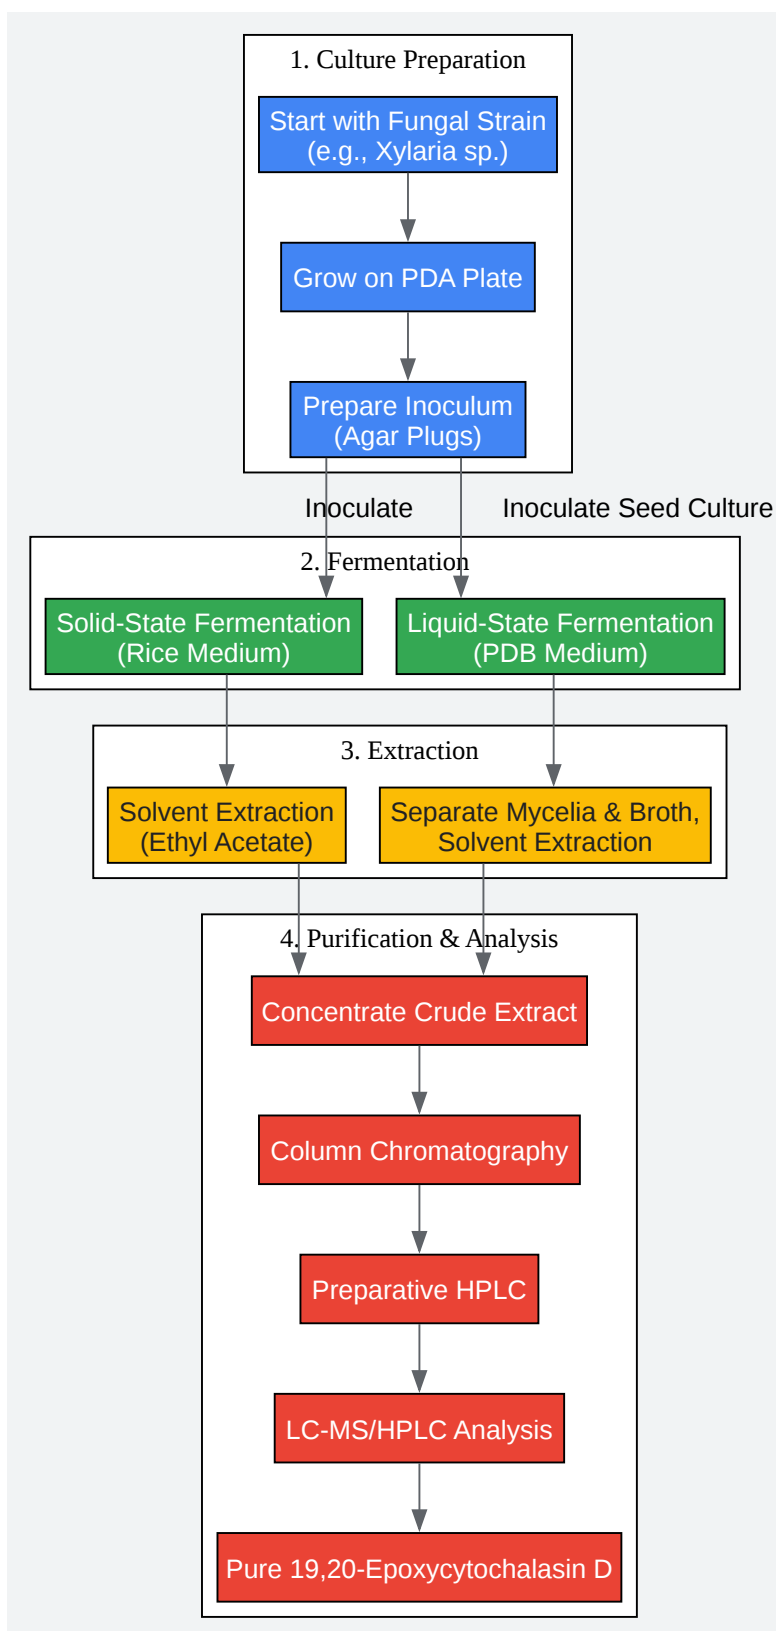 1. Culture Preparation
Start with Fungal Strain
(e.g., Xylaria sp.)
Grow on PDA Plate
Prepare Inoculum
(Agar Plugs)
Inoculate
Inoculate Seed Culture
2. Fermentation
Solid-State Fermentation
(Rice Medium)
Liquid-State Fermentation
(PDB Medium)
3. Extraction
Solvent Extraction
(Ethyl Acetate)
Separate Mycelia & Broth,
Solvent Extraction
4. Purification & Analysis
Concentrate Crude Extract
Column Chromatography
Preparative HPLC
LC-MS/HPLC Analysis
Pure 19,20-Epoxycytochalasin D